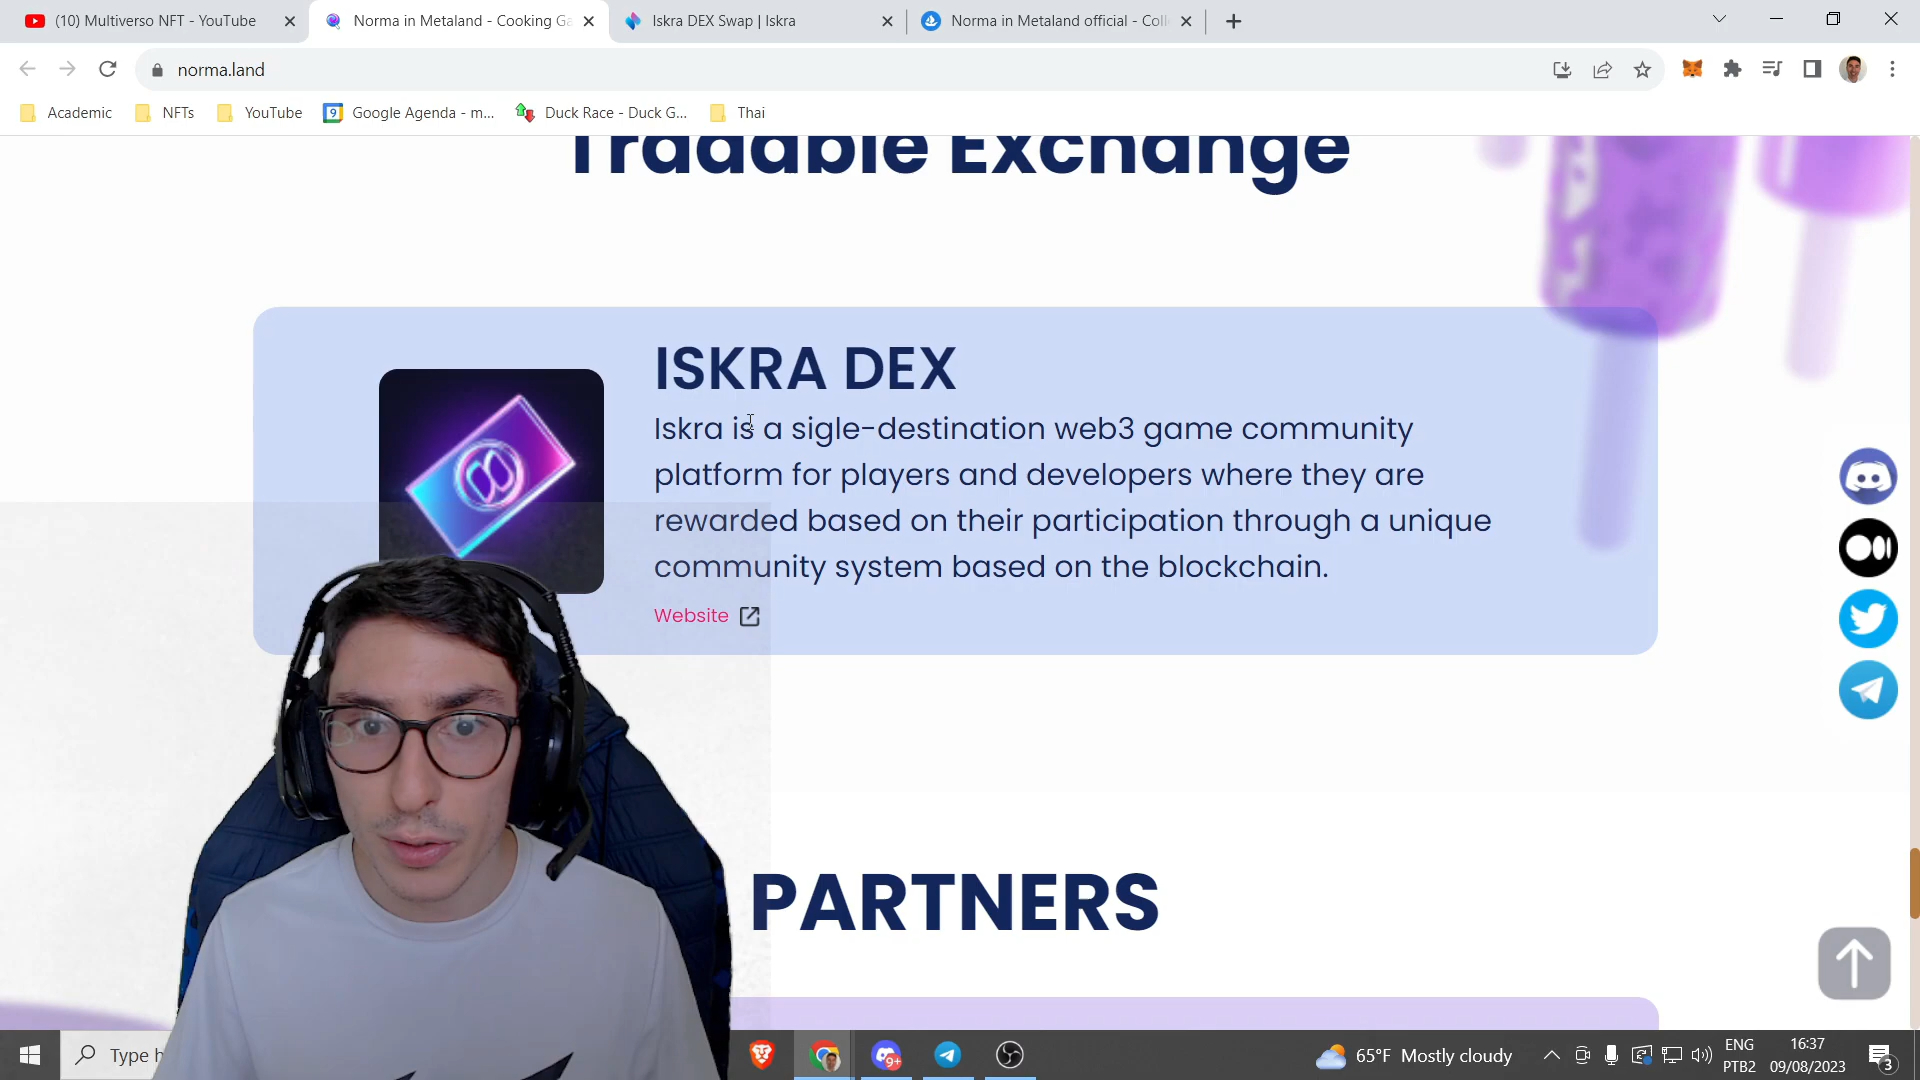 (10) Multiverso NFT - YouTube
Norma in Metaland - Cooking Ga
Iskra DEX Swap | Iskra
Norma in Metaland official - Coll
norma.land
Academic
NFTs
YouTube
9
Google Agenda - m...
Duck Race - Duck G...
Thai
Tradable Exchange
ISKRA DEX
Iskra is a sigle-destination web3 game community
platform for players and developers where they are
rewarded based on their participation through a unique
community system based on the blockchain.
Website
PARTNERS
Type h
9+
65°F Mostly cloudy
ENG
PTB2
16:37
09/08/2023
3